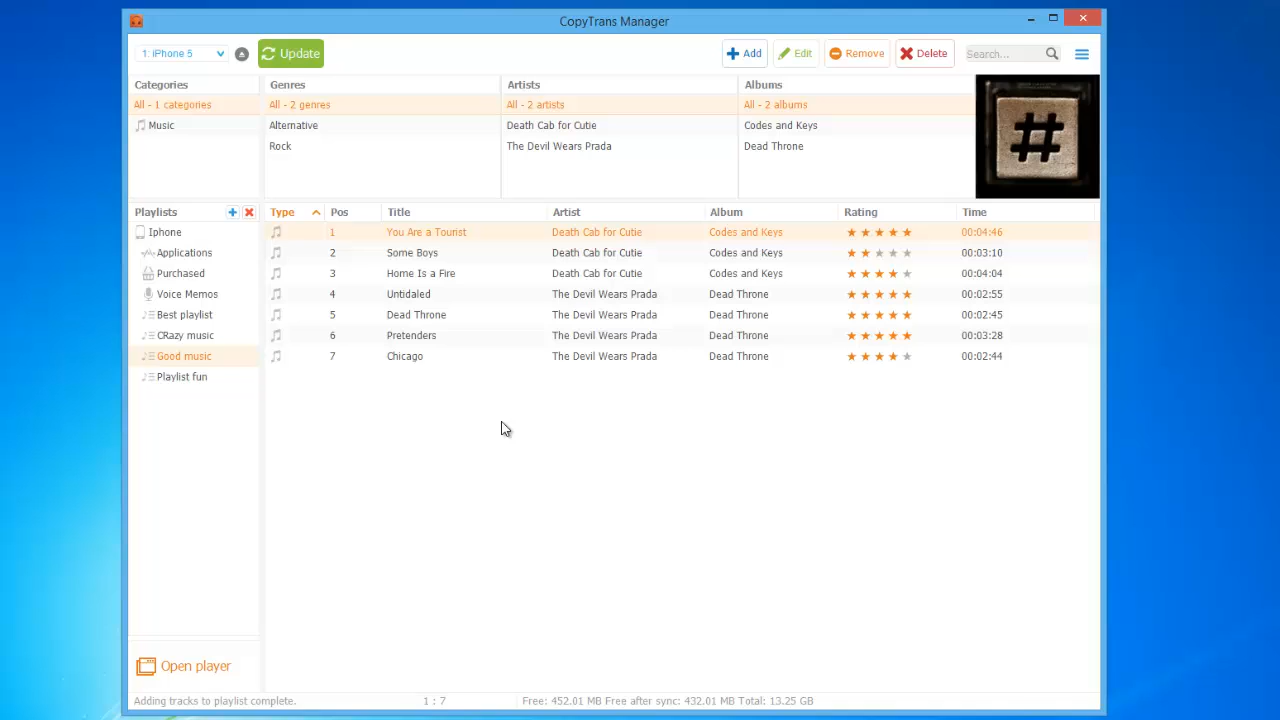 CopyTrans Manager
1: iPhone 5 Update Add Edit Remove Delete Search...
Categories Genres Artists Albums
All - 1 categories All - 2 genres All - 2 artists All - 2 albums
Music Alternative Death Cab for Cutie Codes and Keys
Rock The Devil Wears Prada Dead Throne
#
Playlists Type Pos Title Artist Album Rating Time
Iphone 1 You Are a Tourist Death Cab for Cutie Codes and Keys 00:04:46
Applications 2 Some Boys Death Cab for Cutie Codes and Keys 00:03:10
Purchased 3 Home Is a Fire Death Cab for Cutie Codes and Keys 00:04:04
Voice Memos 4 Untidaled The Devil Wears Prada Dead Throne 00:02:55
Best playlist 5 Dead Throne The Devil Wears Prada Dead Throne 00:02:45
CRazy music 6 Pretenders The Devil Wears Prada Dead Throne 00:03:28
Good music 7 Chicago The Devil Wears Prada Dead Throne 00:02:44
Playlist fun
Open player
Adding tracks to playlist complete. 1 : 7 Free: 452.01 MB Free after sync: 432.01 MB Total: 13.25 GB